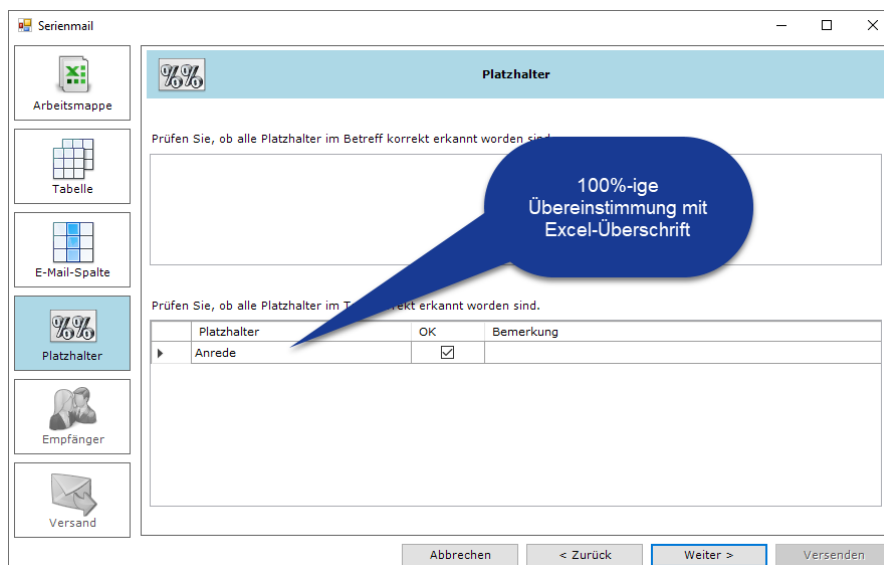 Serienmail
Arbeitsmappe
Tabelle
E-Mail-Spalte
Platzhalter
Empfänger
Versand
Platzhalter
Prüfen Sie, ob alle Platzhalter im Betreff korrekt erkannt worden sind.
100%-ige
Übereinstimmung mit
Excel-Überschrift
Prüfen Sie, ob alle Platzhalter im erkannt worden sind.
Platzhalter OK Bemerkung
Anrede
Abbrechen < Zurück Weiter > Versenden